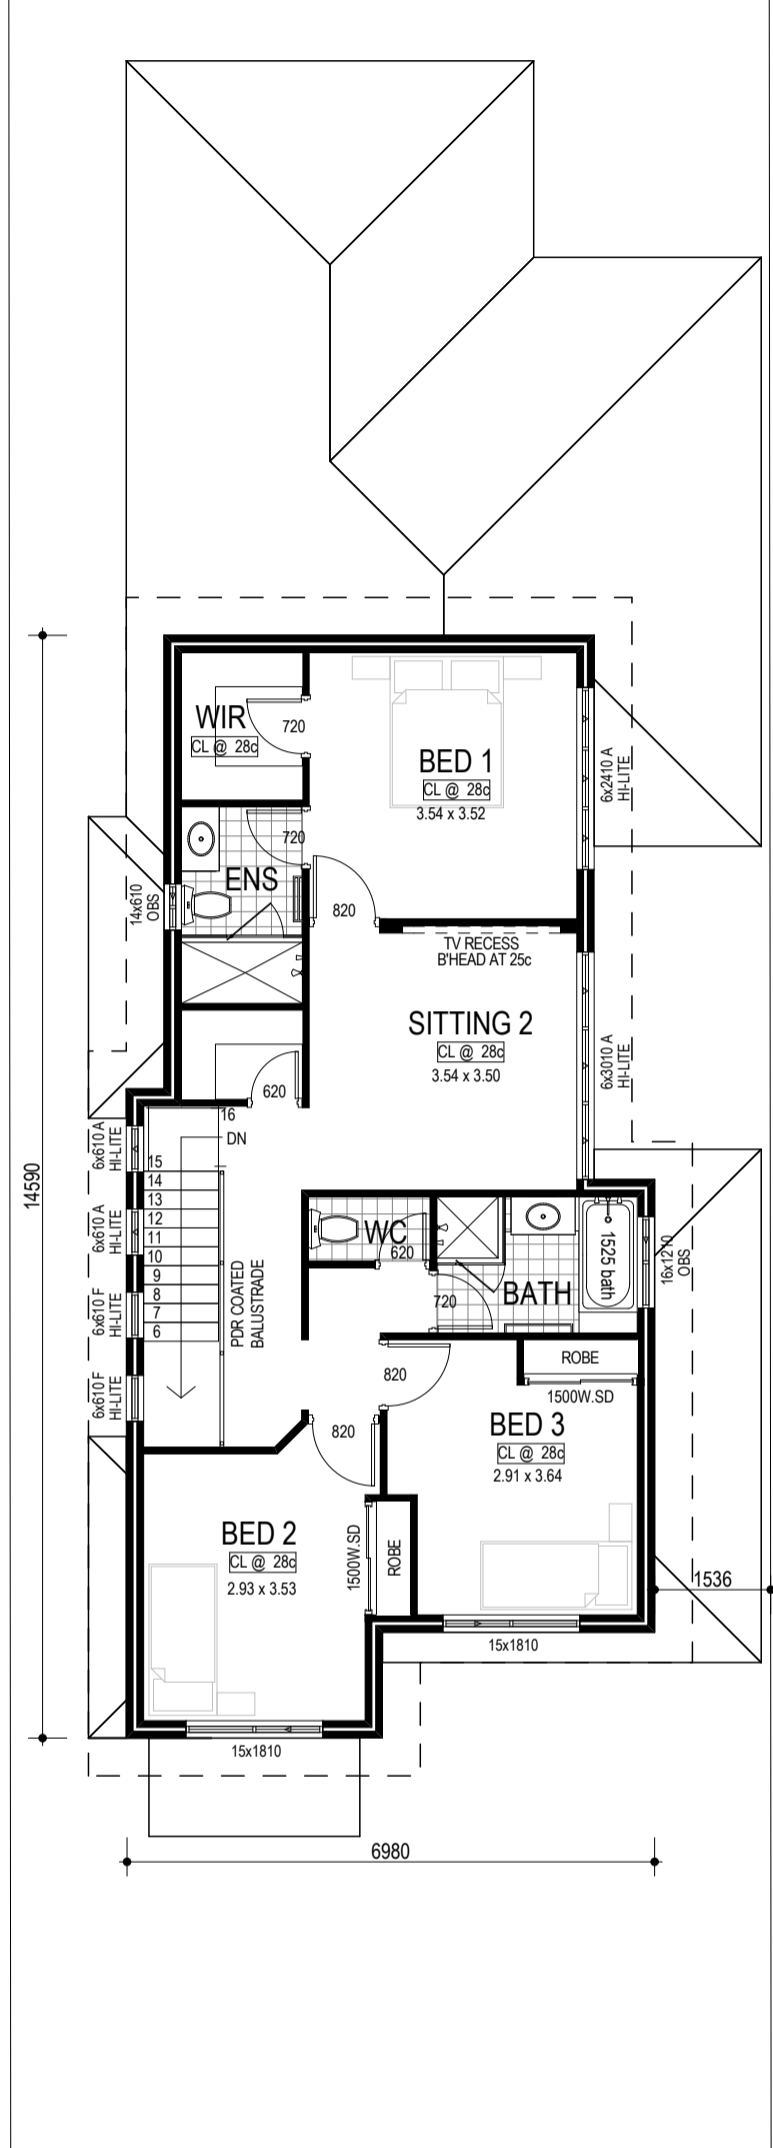 WIR
CL @ 28c
720
BED 1
CL @ 28c
3.54 x 3.52
6x2410 A
HI-LITE
720
ENS
14x610
OBS
820
TV RECESS
B'HEAD AT 25c
SITTING 2
CL @ 28c
3.54 x 3.50
6x3010 A
HI-LITE
620
16
DN
15
14
13
12
11
10
9
8
7
6
6x610 A
HI-LITE
6x610 A
HI-LITE
6x610 F
HI-LITE
6x610 F
HI-LITE
14590
PDR COATED
BALUSTRADE
WC
620
720
BATH
1525 bath
16x1210
OBS
820
ROBE
1500W.SD
BED 3
CL @ 28c
2.91 x 3.64
820
BED 2
CL @ 28c
2.93 x 3.53
1500W.SD
ROBE
1536
15x1810
15x1810
6980